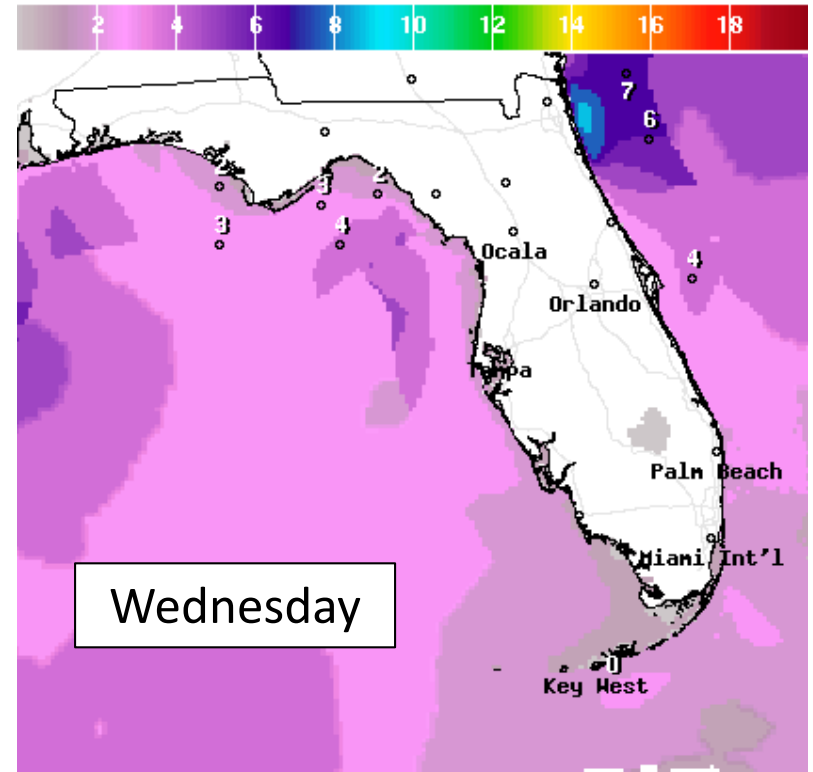 2 4 6 8 10 12 14 16 18
7
6
2
3
2
3
4
Ocala
4
Orlando
Tampa
Palm Beach
Miami Int'l
Wednesday
0
Key West